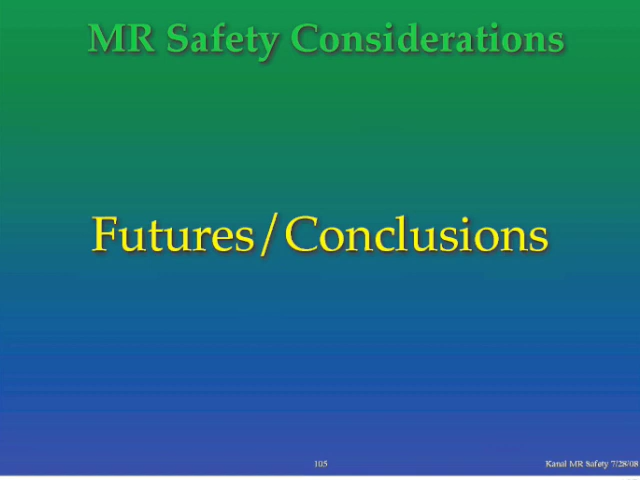 MR Safety Considerations
Futures/Conclusions
105
Kanal MR Safety 7/28/08